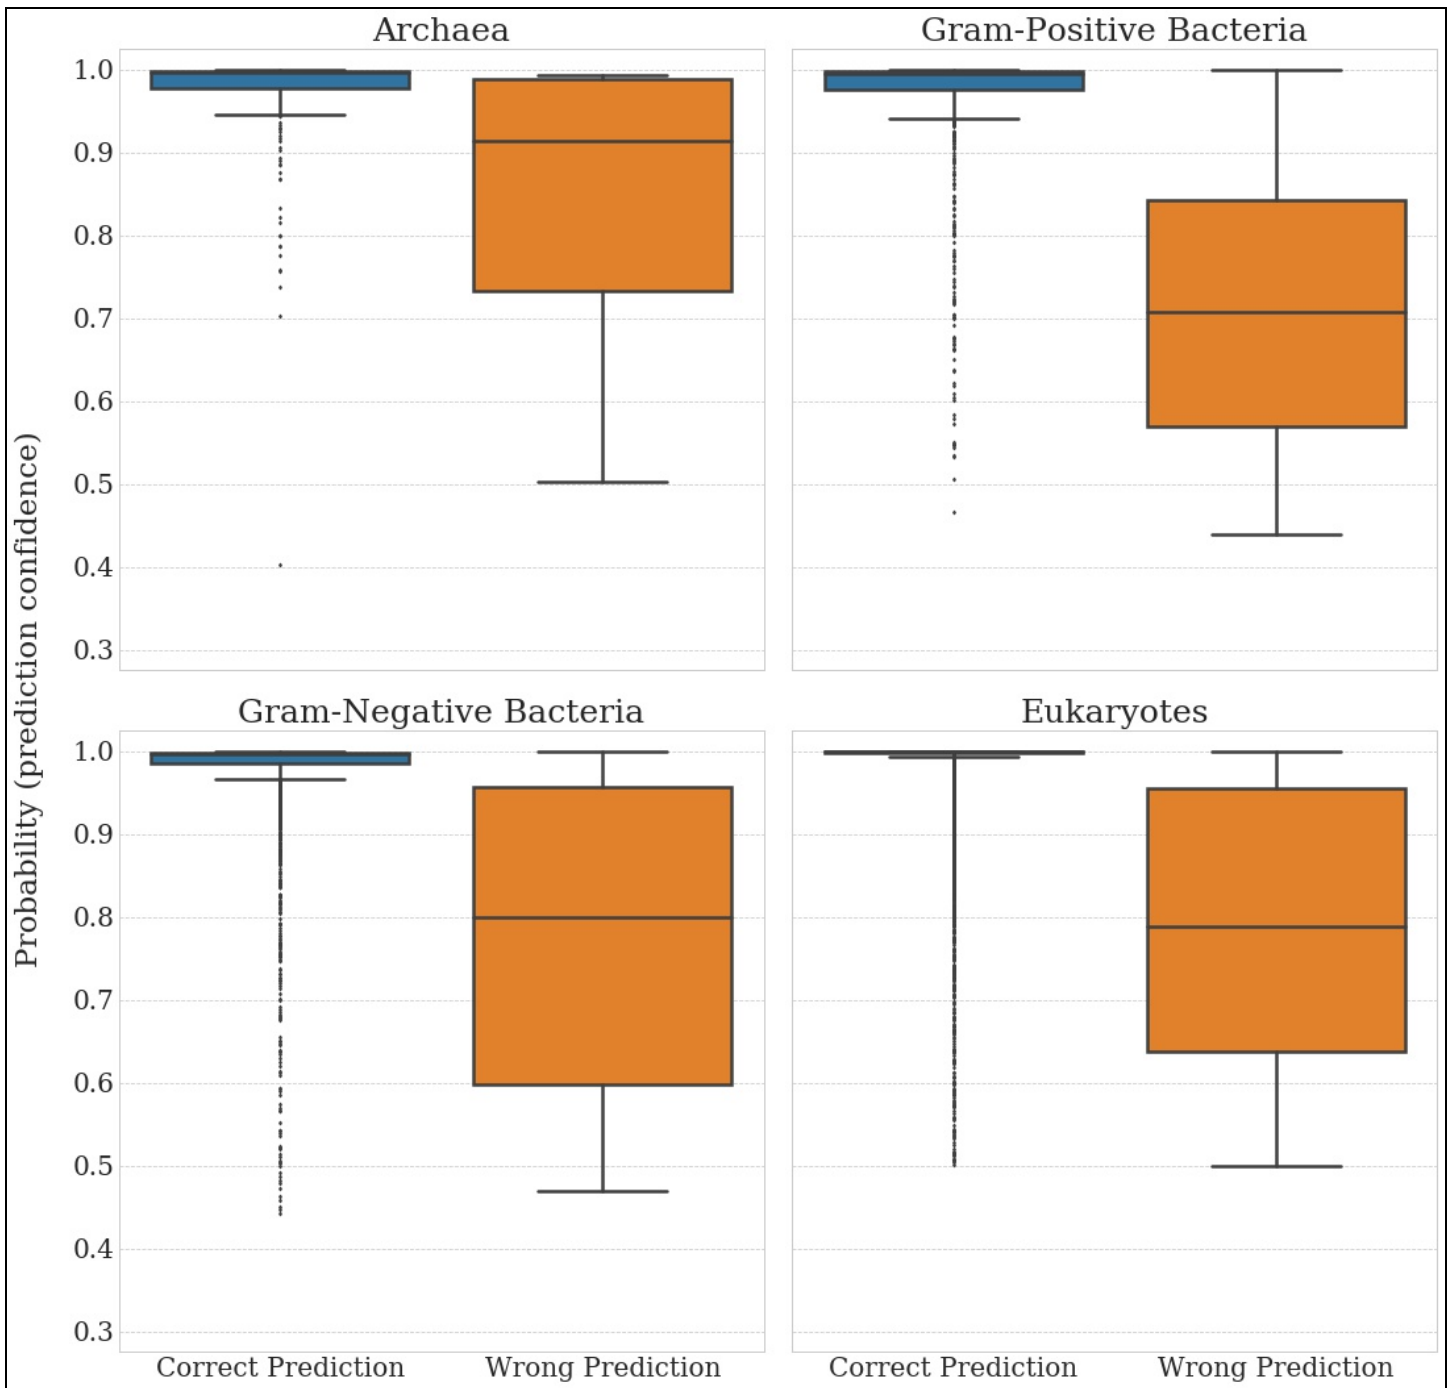 Archaea
Gram-Positive Bacteria
1.0
0.9
0.8
0.7
0.6
0.5
0.4
0.3
Probability (prediction confidence)
Gram-Negative Bacteria
Eukaryotes
1.0
0.9
0.8
0.7
0.6
0.5
0.4
0.3
Correct Prediction
Wrong Prediction
Correct Prediction
Wrong Prediction